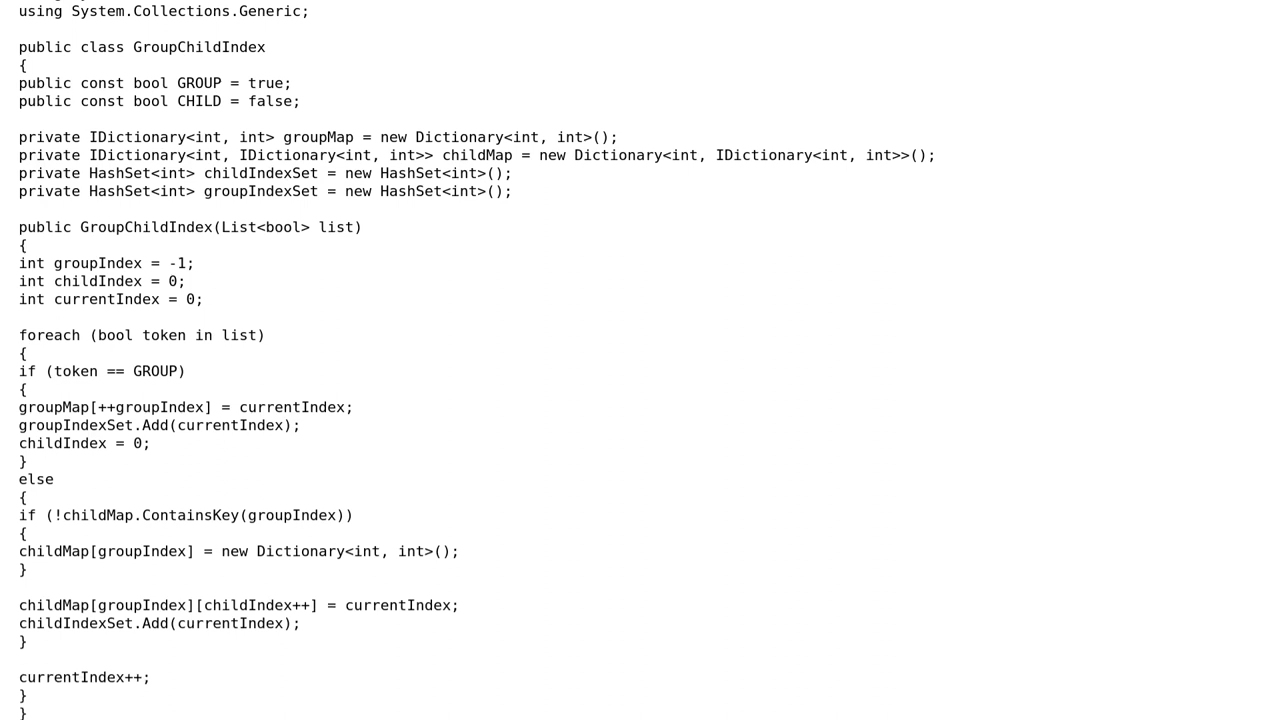 using System.Collections.Generic;

public class GroupChildIndex
{
public const bool GROUP = true;
public const bool CHILD = false;

private IDictionary<int, int> groupMap = new Dictionary<int, int>();
private IDictionary<int, IDictionary<int, int>> childMap = new Dictionary<int, IDictionary<int, int>>();
private HashSet<int> childIndexSet = new HashSet<int>();
private HashSet<int> groupIndexSet = new HashSet<int>();

public GroupChildIndex(List<bool> list)
{
int groupIndex = -1;
int childIndex = 0;
int currentIndex = 0;

foreach (bool token in list)
{
if (token == GROUP)
{
groupMap[++groupIndex] = currentIndex;
groupIndexSet.Add(currentIndex);
childIndex = 0;
}
else
{
if (!childMap.ContainsKey(groupIndex))
{
childMap[groupIndex] = new Dictionary<int, int>();
}

childMap[groupIndex][childIndex++] = currentIndex;
childIndexSet.Add(currentIndex);
}

currentIndex++;
}
}